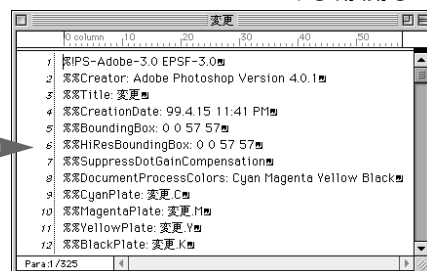 変更
0 column 10 20 30 40 50
1 %!PS-Adobe-3.0 EPSF-3.0
2 %%Creator: Adobe Photoshop Version 4.0.1
3 %%Title: 変更
4 %%CreationDate: 99.4.15 11:41 PM
5 %%BoundingBox: 0 0 57 57
6 %%HiResBoundingBox: 0 0 57 57
7 %%SuppressDotGainCompensation
8 %%DocumentProcessColors: Cyan Magenta Yellow Black
9 %%CyanPlate: 変更.C
10 %%MagentaPlate: 変更.M
11 %%YellowPlate: 変更.Y
12 %%BlackPlate: 変更.K
Para:1/325